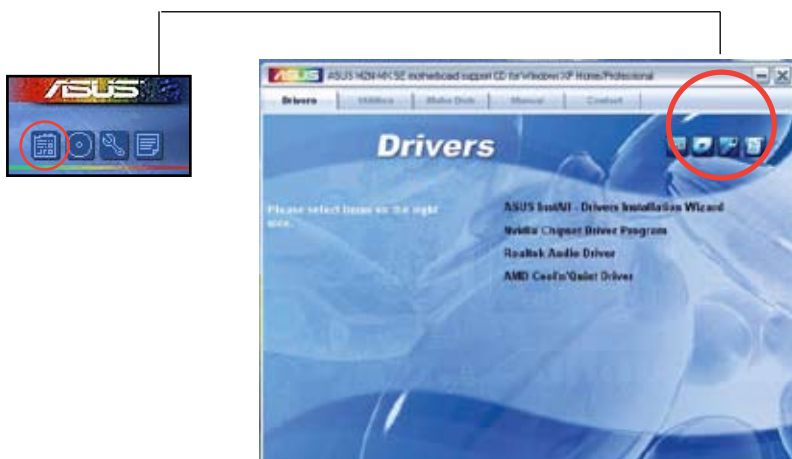 ASUS
ASUS ASUS M2N-MX SE motherboard support CD for Windows XP Home/Professional
Drivers Utilities Make Disk Manual Contact
Drivers
Please select items on the right
side.
ASUS InstAll - Drivers Installation Wizard
Nvidia Chipset Driver Program
Realtek Audio Driver
AMD Cool'n'Quiet Driver